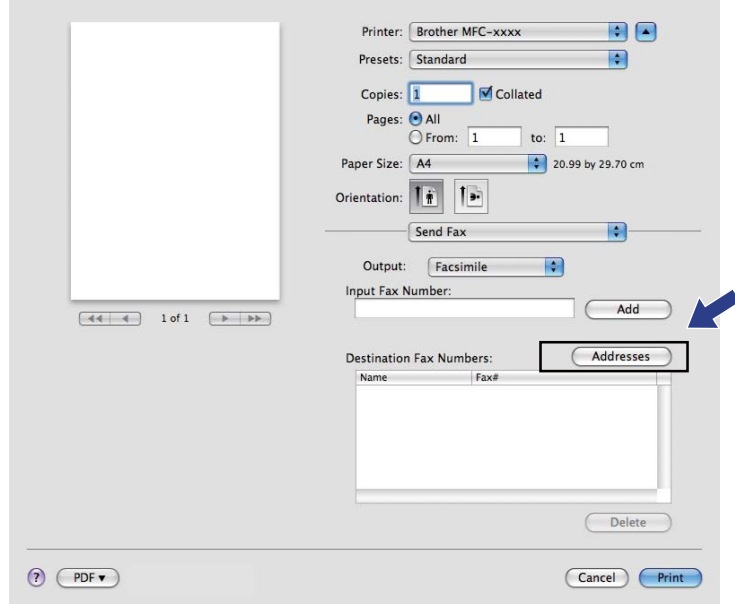 Printer: Brother MFC-xxxx
Presets: Standard
Copies: 1 Collated
Pages: All
From: 1 to: 1
Paper Size: A4 20.99 by 29.70 cm
Orientation:
Send Fax
Output: Facsimile
Input Fax Number:
Add
1 of 1
Destination Fax Numbers: Addresses
Name Fax#
Delete
? PDF▼ Cancel Print